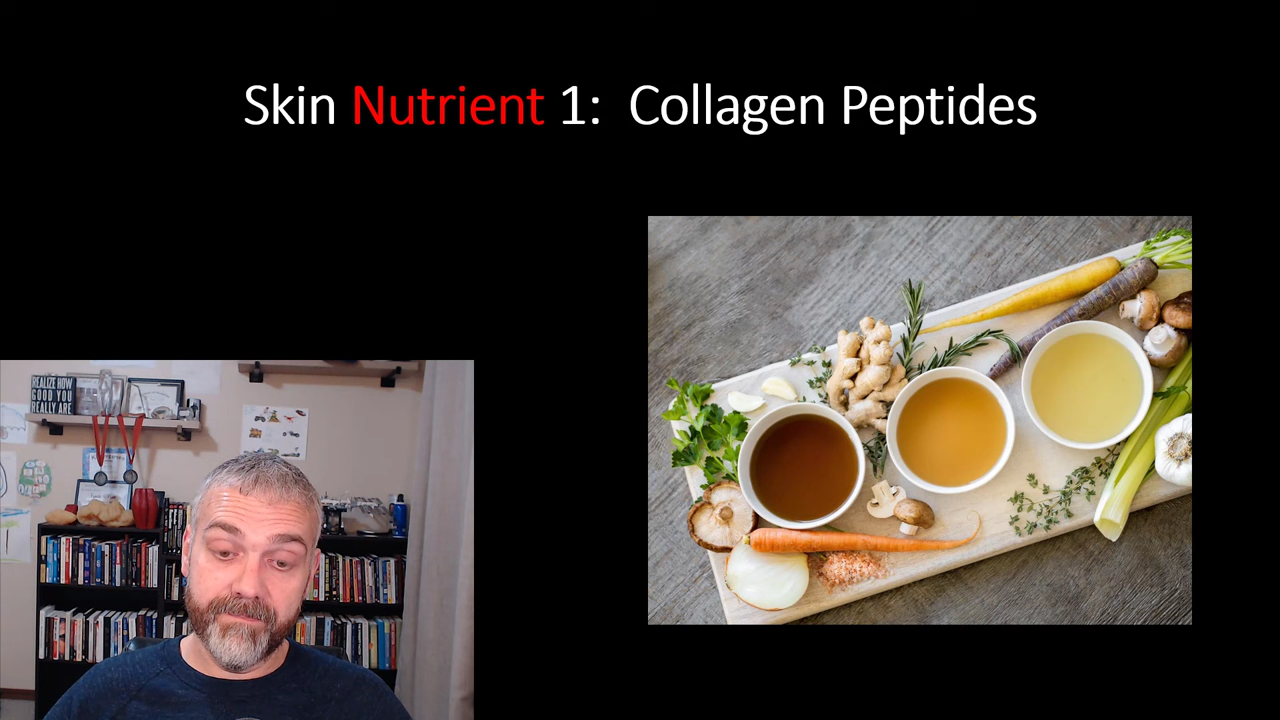 Skin Nutrient 1:  Collagen Peptides
REALIZE HOW
GOOD YOU
REALLY ARE